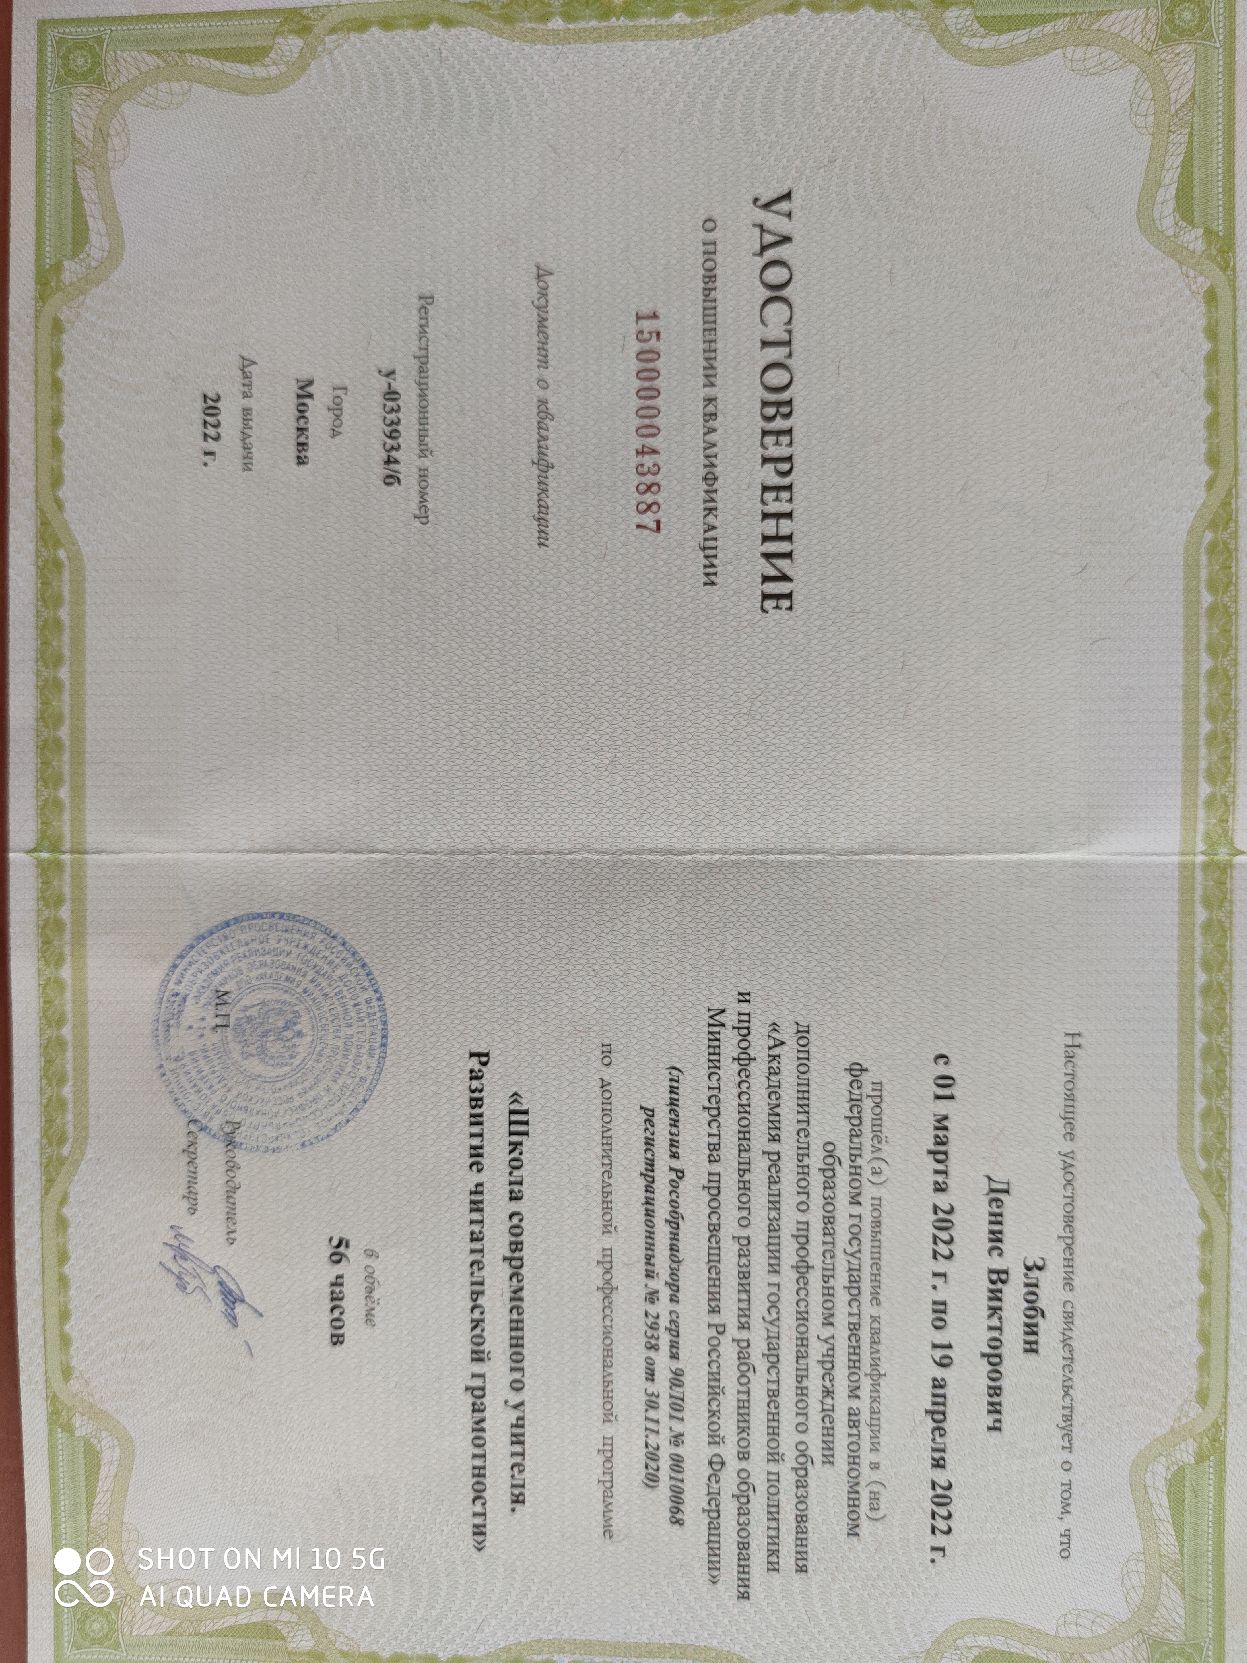 УДОСТОВЕРЕНИЕ
О ПОВЫШЕНИИ КВАЛИФИКАЦИИ
150000043887
Документ о квалификации
Регистрационный номер
у-033934/б
Город
Москва
Дата выдачи
2022 г.
Настоящее удостоверение свидетельствует о том, что
Злобин
Денис Викторович
с 01 марта 2022 г. по 19 апреля 2022 г.
прошёл(а) повышение квалификации в (на)
федеральном государственном автономном
образовательном учреждении
дополнительного профессионального образования
«Академия реализации государственной политики
и профессионального развития работников образования
Министерства просвещения Российской Федерации»
(лицензия Рособрнадзора серия 90Л01 № 0010068
регистрационный № 2938 от 30.11.2020)
по дополнительной профессиональной программе
«Школа современного учителя.
Развитие читательской грамотности»
в объёме
56 часов
М.П.
Руководитель
Секретарь
SHOT ON MI 10 5G
AI QUAD CAMERA